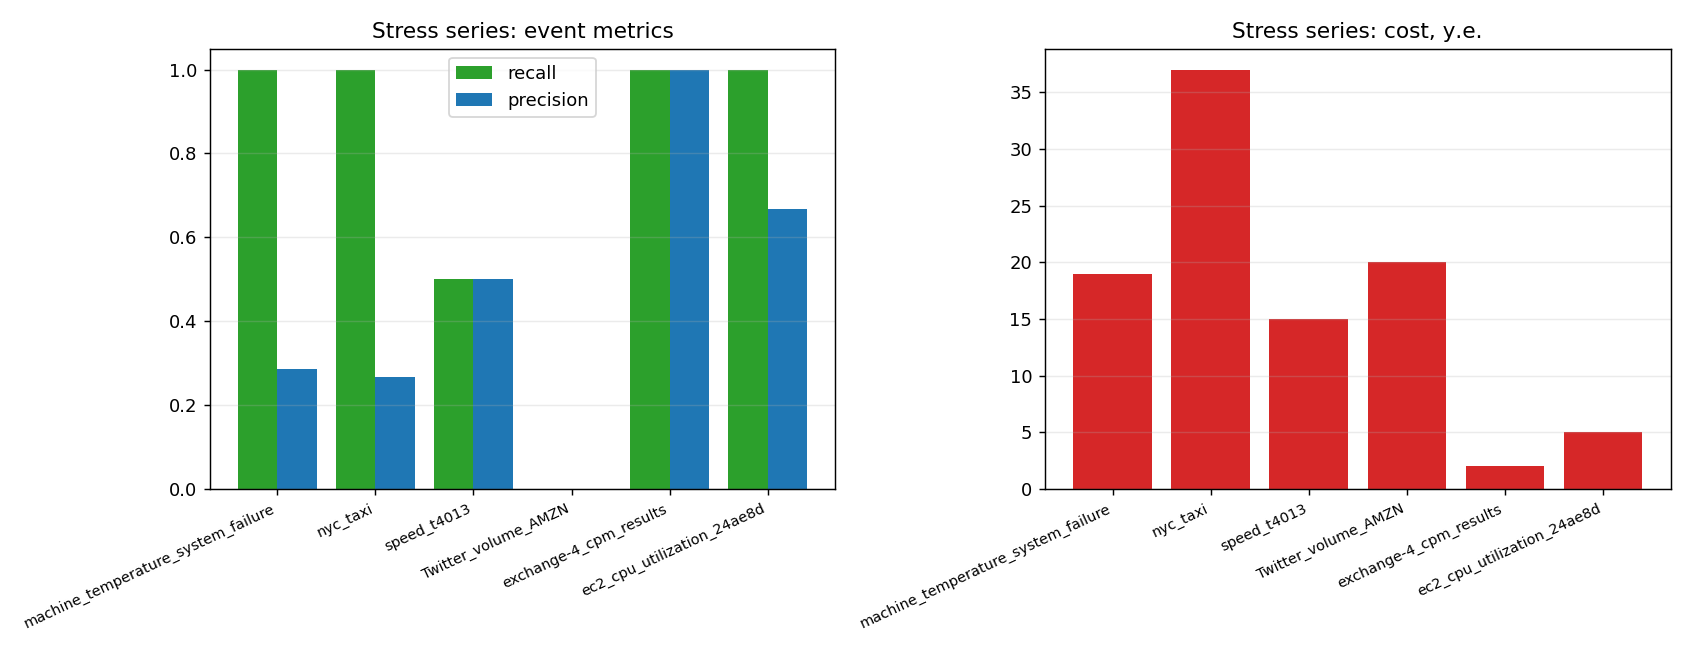 Stress series: event metrics
recall
precision
1.0
0.8
0.6
0.4
0.2
0.0
machine_temperature_system_failure
nyc_taxi
speed_t4013
Twitter_volume_AMZN
exchange-4_cpm_results
ec2_cpu_utilization_24ae8d
Stress series: cost, y.e.
35
30
25
20
15
10
5
0
machine_temperature_system_failure
nyc_taxi
speed_t4013
Twitter_volume_AMZN
exchange-4_cpm_results
ec2_cpu_utilization_24ae8d